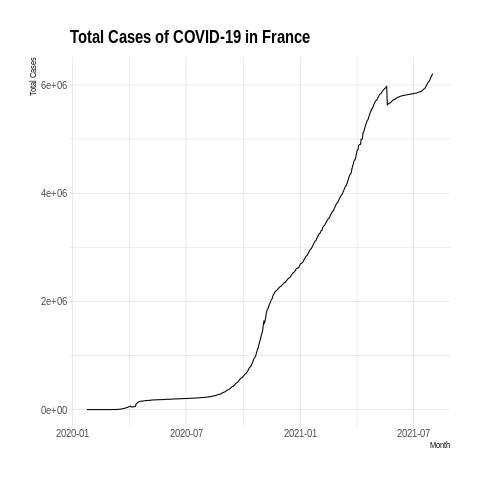 Total Cases of COVID-19 in France
Total Cases
6e+06
4e+06
2e+06
0e+00
2020-01 2020-07 2021-01 2021-07
Month